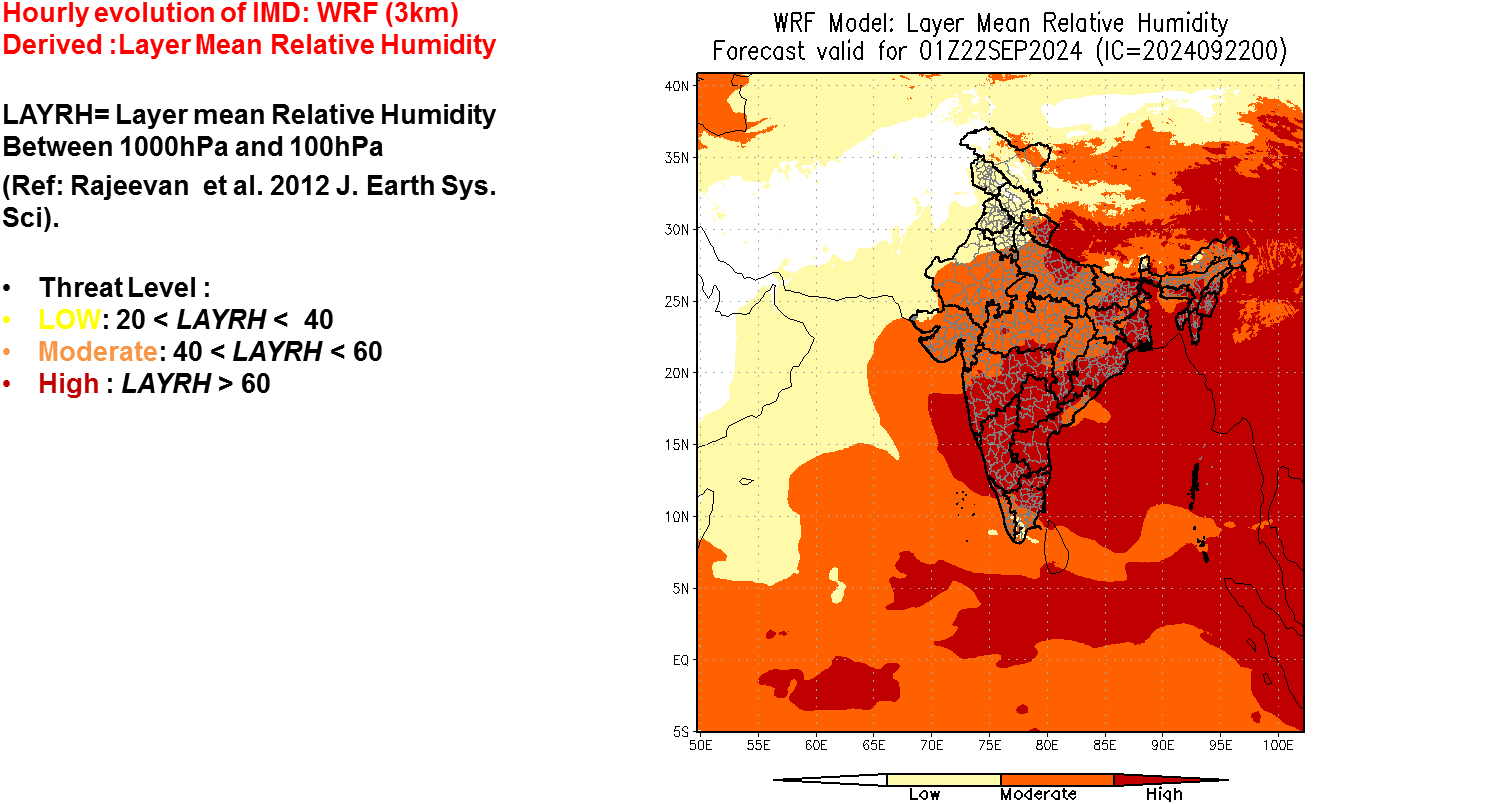 Hourly evolution of IMD: WRF (3km)
Derived :Layer Mean Relative Humidity
LAYRH= Layer mean Relative Humidity
Between 1000hPa and 100hPa
(Ref: Rajeevan et al. 2012 J. Earth Sys.
Sci).
• Threat Level :
• LOW: 20 < LAYRH < 40
• Moderate: 40 < LAYRH < 60
• High : LAYRH > 60
WRF Model: Layer Mean Relative Humidity
Forecast valid for 01Z22SEP2024 (IC=2024092200)
40N
35N
30N
25N
20N
15N
10N
5N
EQ
5S
50E 55E 60E 65E 70E 75E 80E 85E 90E 95E 100E
Low Moderate High